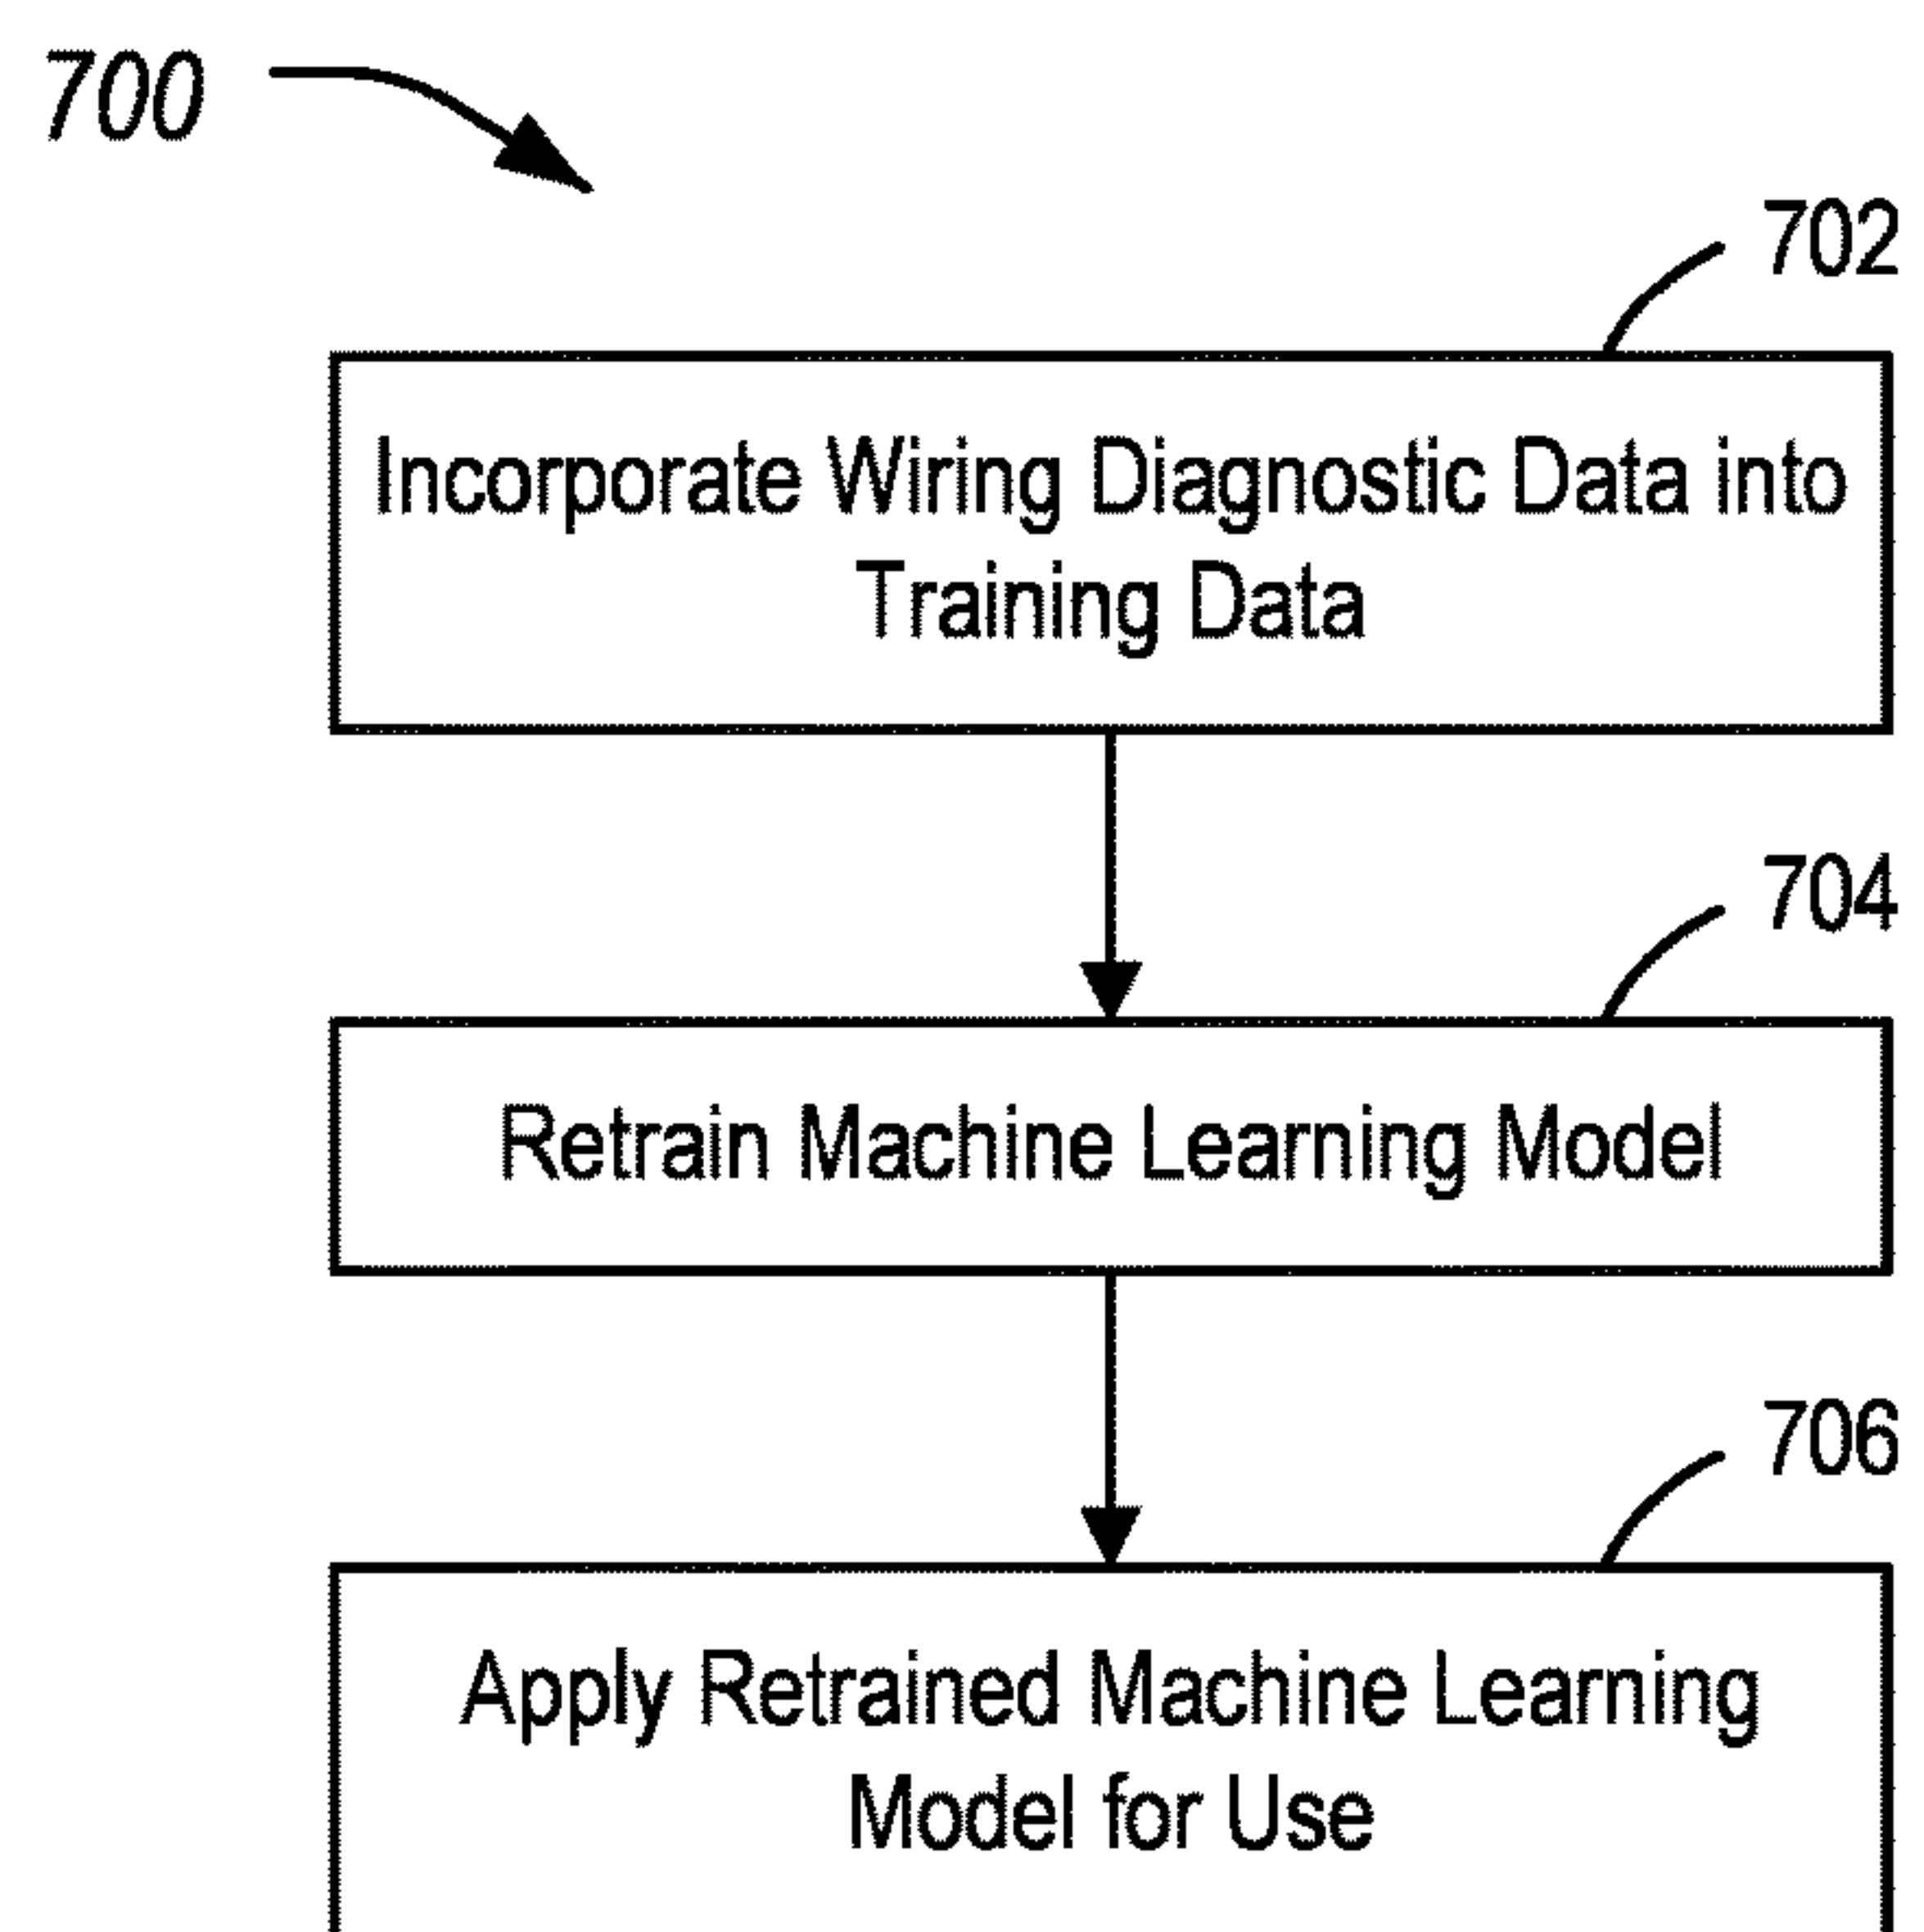 700
702
Incorporate Wiring Diagnostic Data into
Training Data
704
Retrain Machine Learning Model
706
Apply Retrained Machine Learning
Model for Use